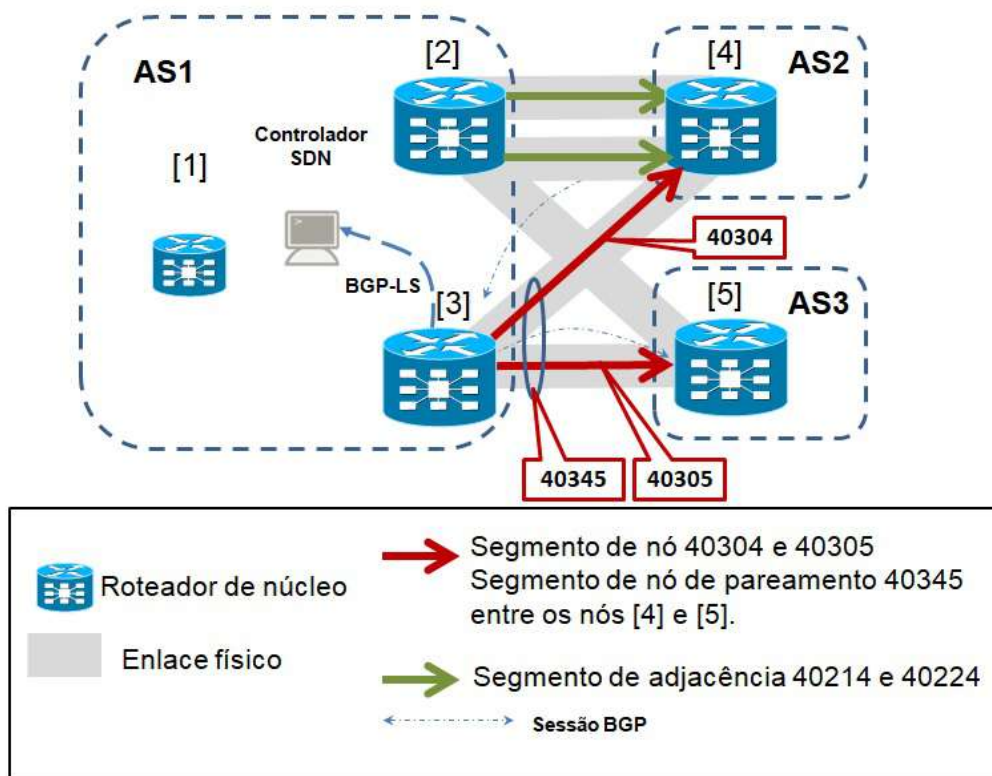 AS1
[2]
[4]
AS2
Controlador
SDN
[1]
40304
BGP-LS
[3]
[5]
AS3
40345
40305
Roteador de núcleo
Enlace físico
Segmento de nó 40304 e 40305
Segmento de nó de pareamento 40345
entre os nós [4] e [5].
Segmento de adjacência 40214 e 40224
Sessão BGP